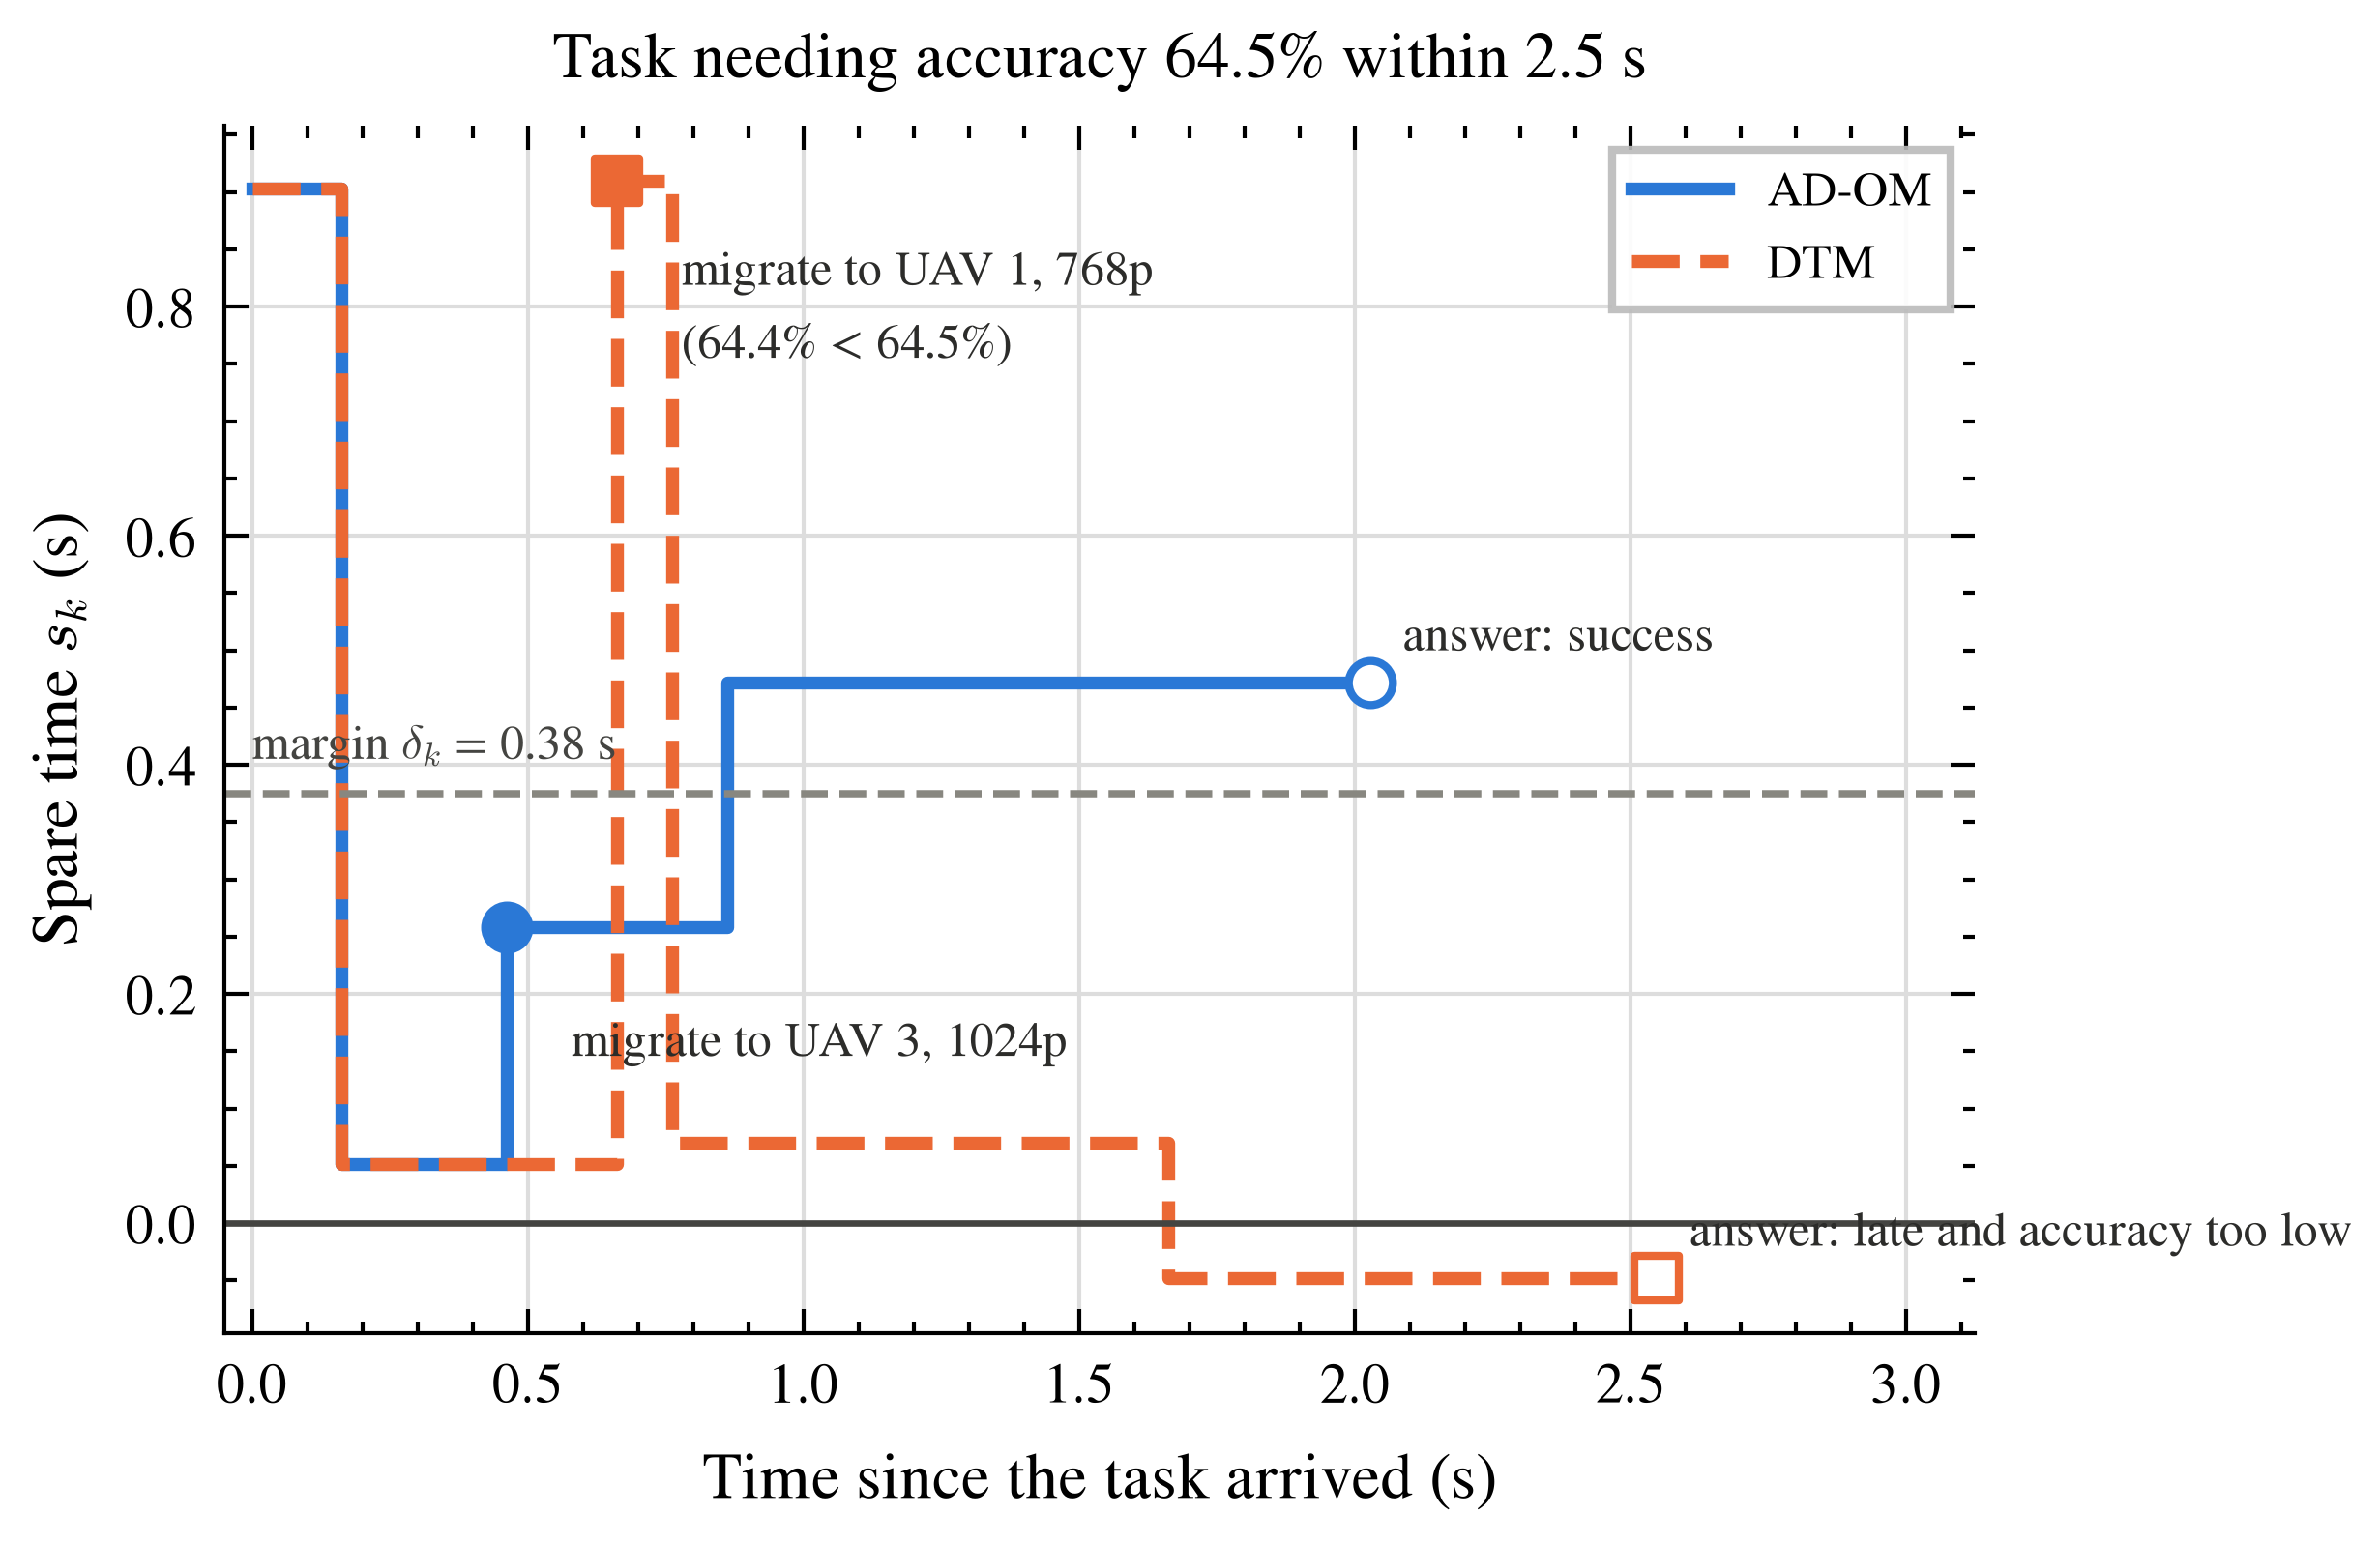 Task needing accuracy 64.5% within 2.5 s
AD-OM
DTM
migrate to UAV 1, 768p
(64.4% < 64.5%)
answer: success
margin δk = 0.38 s
migrate to UAV 3, 1024p
answer: late and accuracy too low
Spare time sk (s)
0.8
0.6
0.4
0.2
0.0
0.0 0.5 1.0 1.5 2.0 2.5 3.0
Time since the task arrived (s)